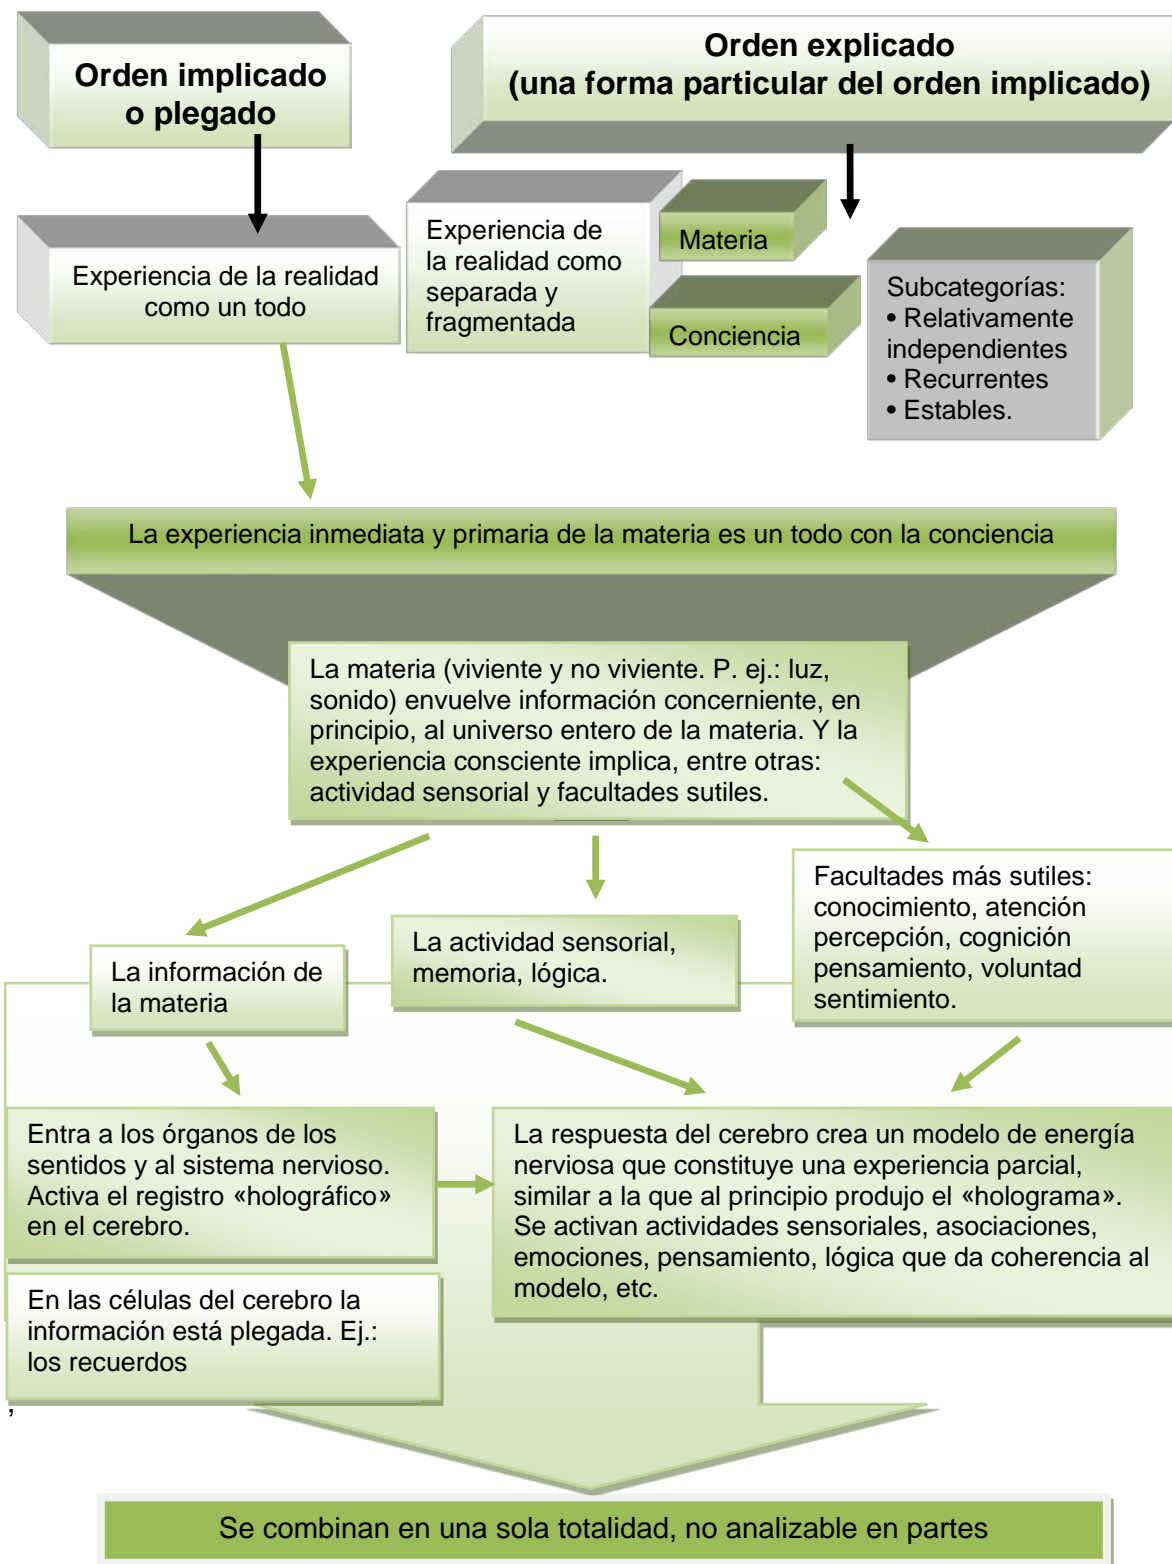 Orden implicado
o plegado
Orden explicado
(una forma particular del orden implicado)
Experiencia de la realidad
como un todo
Experiencia de
la realidad como
separada y
fragmentada
Materia
Conciencia
Subcategorías:
• Relativamente
independientes
• Recurrentes
• Estables.
La experiencia inmediata y primaria de la materia es un todo con la conciencia
La materia (viviente y no viviente. P. ej.: luz,
sonido) envuelve información concerniente, en
principio, al universo entero de la materia. Y la
experiencia consciente implica, entre otras:
actividad sensorial y facultades sutiles.
La información de
la materia
La actividad sensorial,
memoria, lógica.
Facultades más sutiles:
conocimiento, atención
percepción, cognición
pensamiento, voluntad
sentimiento.
Entra a los órganos de los
sentidos y al sistema nervioso.
Activa el registro «holográfico»
en el cerebro.
La respuesta del cerebro crea un modelo de energía
nerviosa que constituye una experiencia parcial,
similar a la que al principio produjo el «holograma».
Se activan actividades sensoriales, asociaciones,
emociones, pensamiento, lógica que da coherencia al
modelo, etc.
En las células del cerebro la
información está plegada. Ej.:
los recuerdos
,
Se combinan en una sola totalidad, no analizable en partes